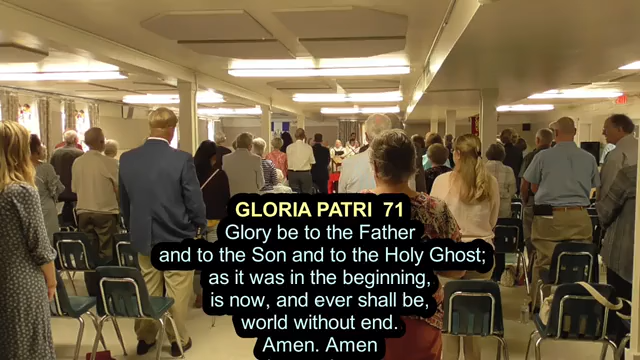 GLORIA PATRI 71
Glory be to the Father
and to the Son and to the Holy Ghost;
as it was in the beginning,
is now, and ever shall be,
world without end.
Amen. Amen